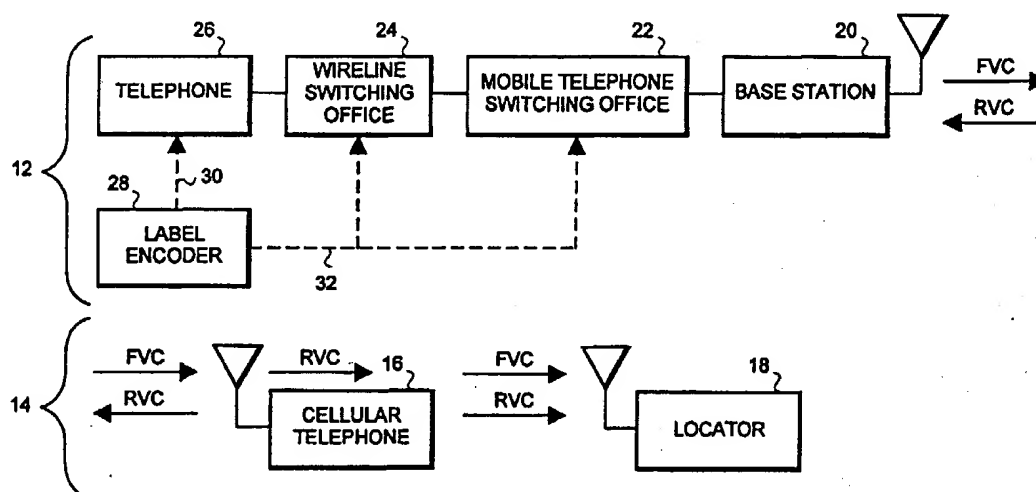 26
24
22
20
TELEPHONE
WIRELINE
SWITCHING
OFFICE
MOBILE TELEPHONE
SWITCHING OFFICE
BASE STATION
FVC
RVC
12
30
28
LABEL
ENCODER
32
14
FVC
RVC
RVC
16
CELLULAR
TELEPHONE
FVC
RVC
18
LOCATOR